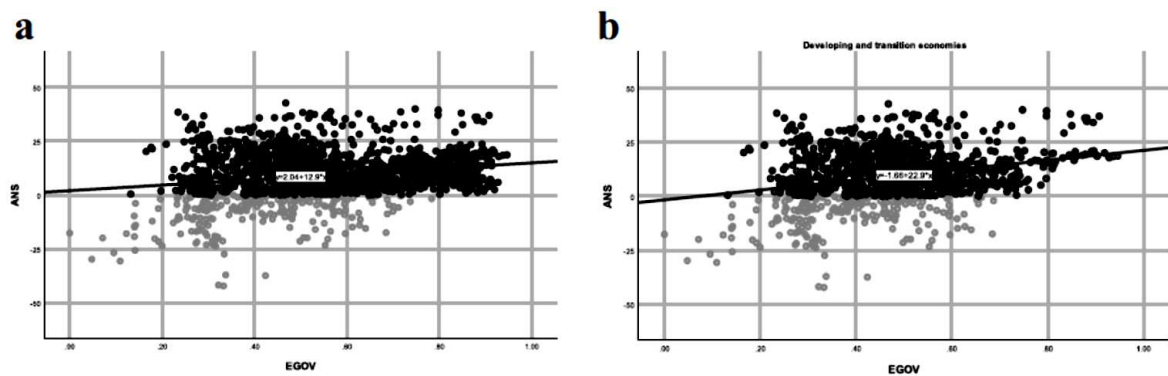 a
ANS
50
25
0
-25
-50
y=2.04+12.9*x
.00 .20 .40 .60 .80 1.00
EGOV
b
Developing and transition economies
ANS
50
25
0
-25
-50
y=-1.66+22.9*x
.00 .20 .40 .60 .80 1.00
EGOV